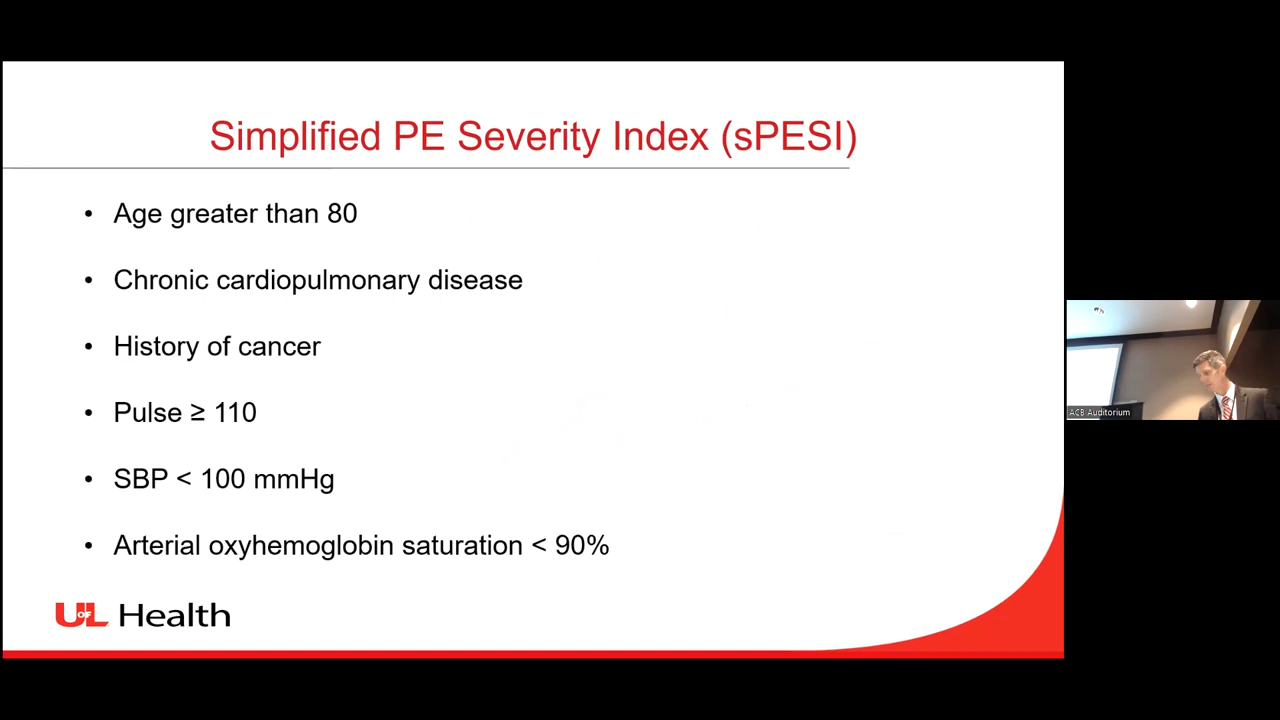 Simplified PE Severity Index (sPESI)
• Age greater than 80
• Chronic cardiopulmonary disease
• History of cancer
• Pulse ≥ 110
• SBP < 100 mmHg
• Arterial oxyhemoglobin saturation < 90%
UofL Health
ACB Auditorium